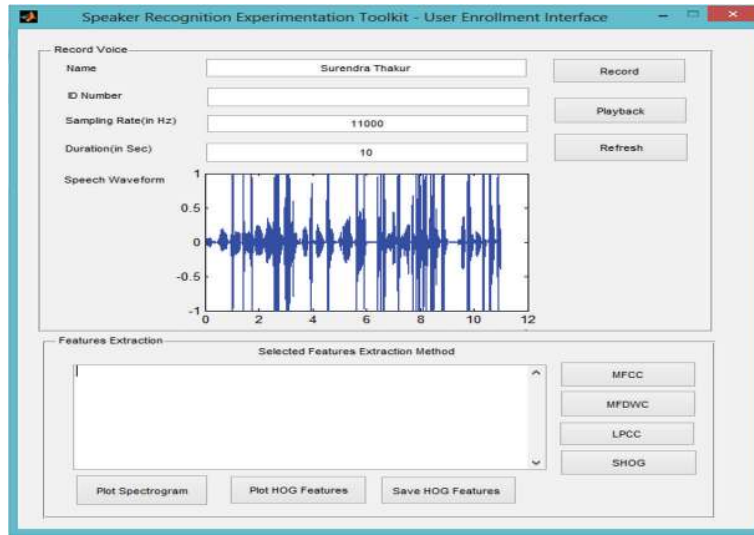 Speaker Recognition Experimentation Toolkit - User Enrollment Interface
Record Voice
Name
Surendra Thakur
Record
ID Number
Playback
Sampling Rate(in Hz)
11000
Duration(in Sec)
10
Refresh
Speech Waveform
1
0.5
0
-0.5
-1
0 2 4 6 8 10 12
Features Extraction
Selected Features Extraction Method
MFCC
MFDWC
LPCC
SHOG
Plot Spectrogram
Plot HOG Features
Save HOG Features